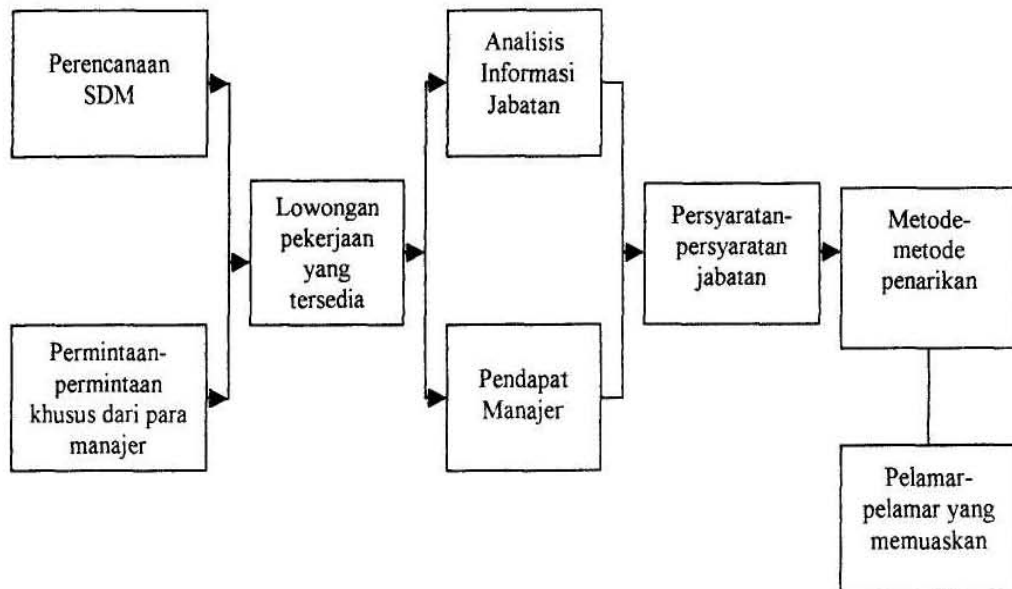 Perencanaan
SDM
Permintaan-
permintaan
khusus dari para
manajer
Lowongan
pekerjaan
yang
tersedia
Analisis
Informasi
Jabatan
Pendapat
Manajer
Persyaratan-
persyaratan
jabatan
Metode-
metode
penarikan
Pelamar-
pelamar yang
memuaskan